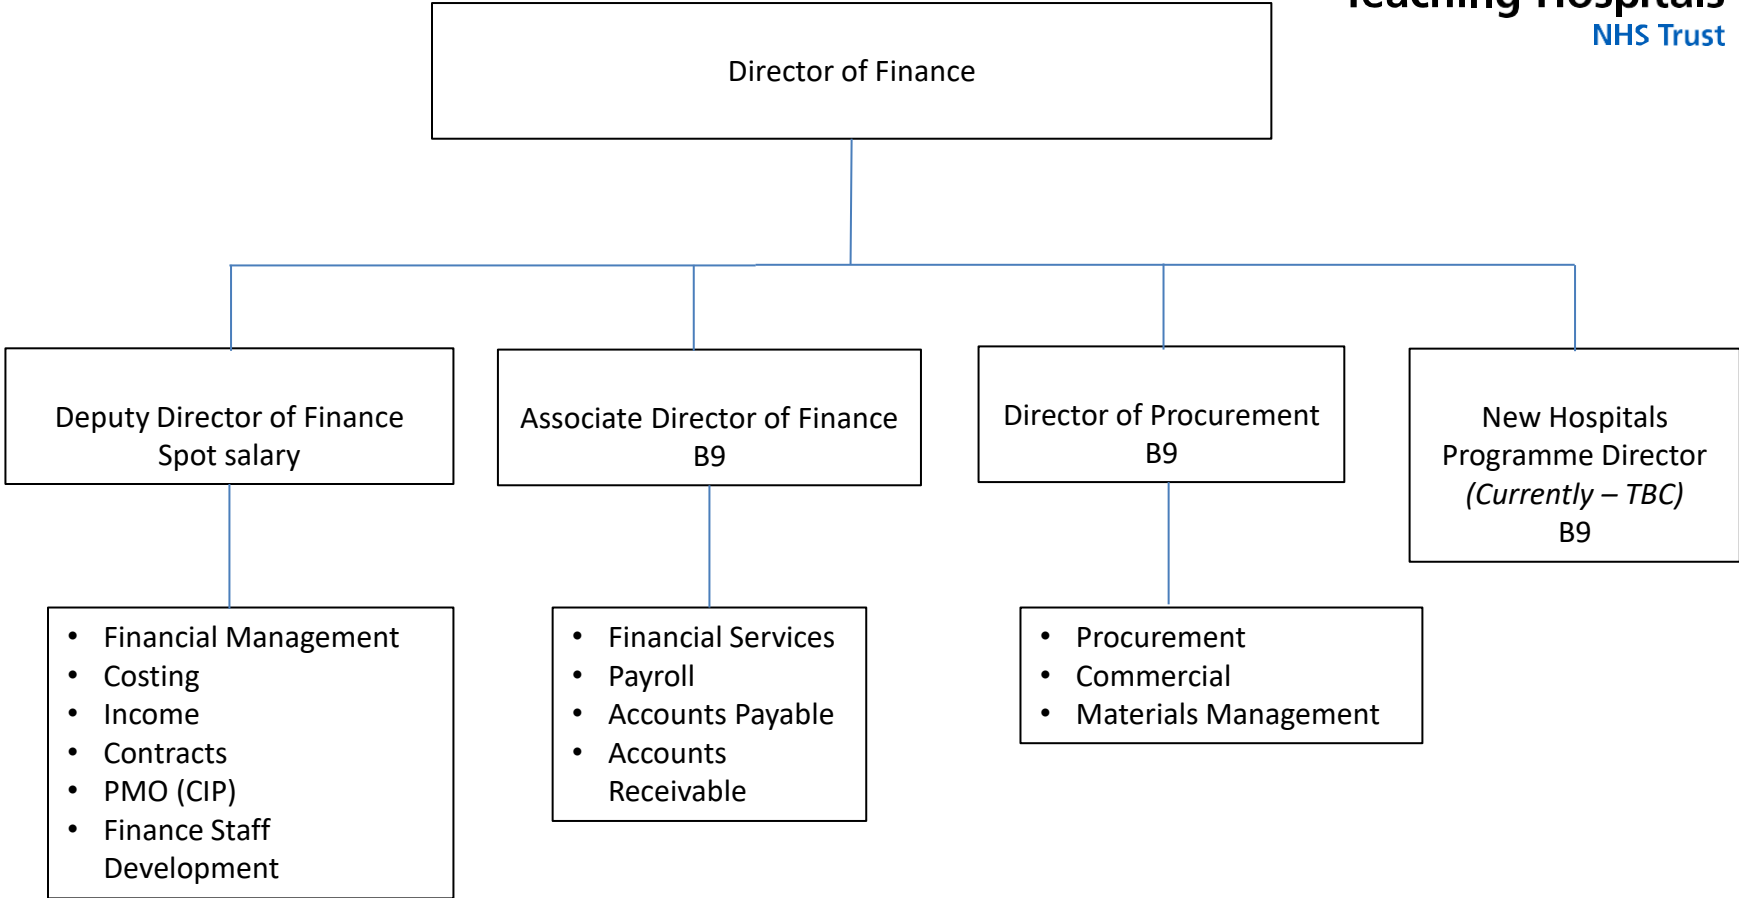 Teaching Hospitals
NHS Trust
Director of Finance
Deputy Director of Finance
Spot salary
Associate Director of Finance
B9
Director of Procurement
B9
New Hospitals
Programme Director
(Currently – TBC)
B9
• Financial Management
• Costing
• Income
• Contracts
• PMO (CIP)
• Finance Staff
Development
• Financial Services
• Payroll
• Accounts Payable
• Accounts
Receivable
• Procurement
• Commercial
• Materials Management